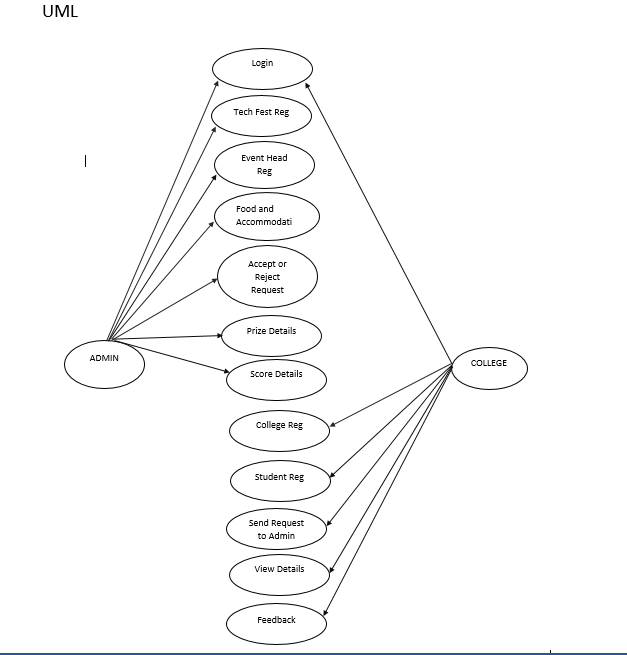 UML
Login
Tech Fest Reg
Event Head
Reg
Food and
Accommodati
Accept or
Reject
Request
Prize Details
ADMIN
COLLEGE
Score Details
College Reg
Student Reg
Send Request
to Admin
View Details
Feedback